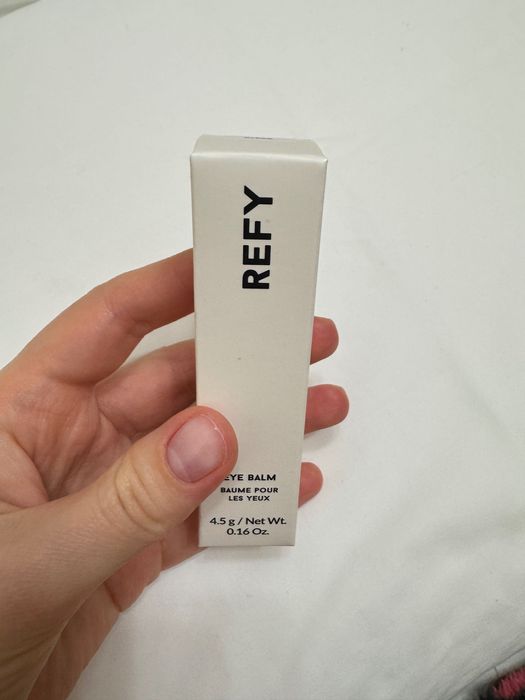 REFY
EYE BALM
BAUME POUR
LES YEUX
4.5 g / Net Wt.
0.16 Oz.